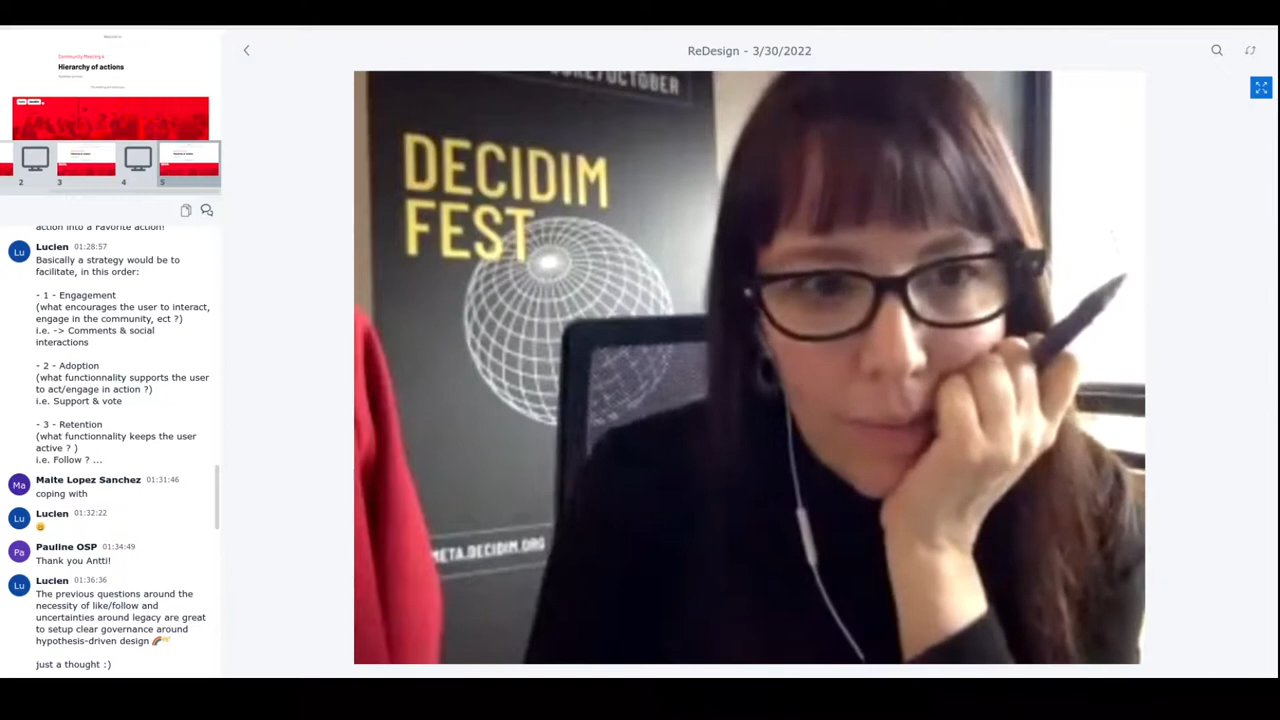 Community Meeting's
Hierarchy of actions
2
3
4
5
action into a Favorite action!
Lu
Lucien 01:28:57
Basically a strategy would be to
facilitate, in this order:
- 1 - Engagement
(what encourages the user to interact,
engage in the community, ect ?)
i.e. -> Comments & social
interactions
- 2 - Adoption
(what functionnality supports the user
to act/engage in action ?)
i.e. Support & vote
- 3 - Retention
(what functionnality keeps the user
active ? )
i.e. Follow ? ...
Ma
Maite Lopez Sanchez 01:31:46
coping with
Lu
Lucien 01:32:22
Pa
Pauline OSP 01:34:49
Thank you Antti!
Lu
Lucien 01:36:36
The previous questions around the
necessity of like/follow and
uncertainties around legacy are great
to setup clear governance around
hypothesis-driven design
just a thought :)
ReDesign - 3/30/2022
OCTOBER
DECIDIM
FEST
META.DECIDIM.ORG